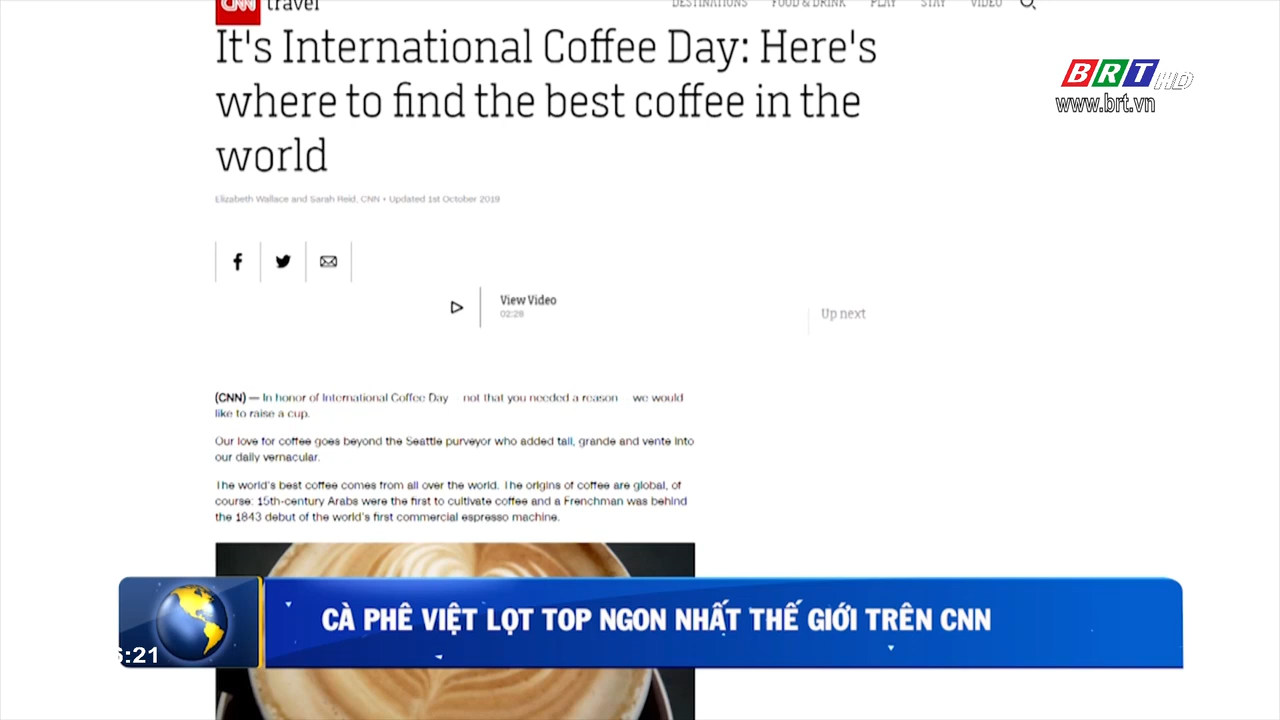 CNN travel
DESTINATIONS FOOD & DRINK PLAY STAY VIDEO
It's International Coffee Day: Here's
where to find the best coffee in the
world
BRT HD
www.brt.vn
Elizabeth Wallace and Sarah Reid, CNN • Updated 1st October 2019
View Video
02:28
Up next
(CNN) — In honor of International Coffee Day — not that you needed a reason — we would
like to raise a cup.
Our love for coffee goes beyond the Seattle purveyor who added tall, grande and vente into
our daily vernacular.
The world's best coffee comes from all over the world. The origins of coffee are global, of
course: 15th-century Arabs were the first to cultivate coffee and a Frenchman was behind
the 1843 debut of the world's first commercial espresso machine.
CÀ PHÊ VIỆT LỌT TOP NGON NHẤT THẾ GIỚI TRÊN CNN
6:21